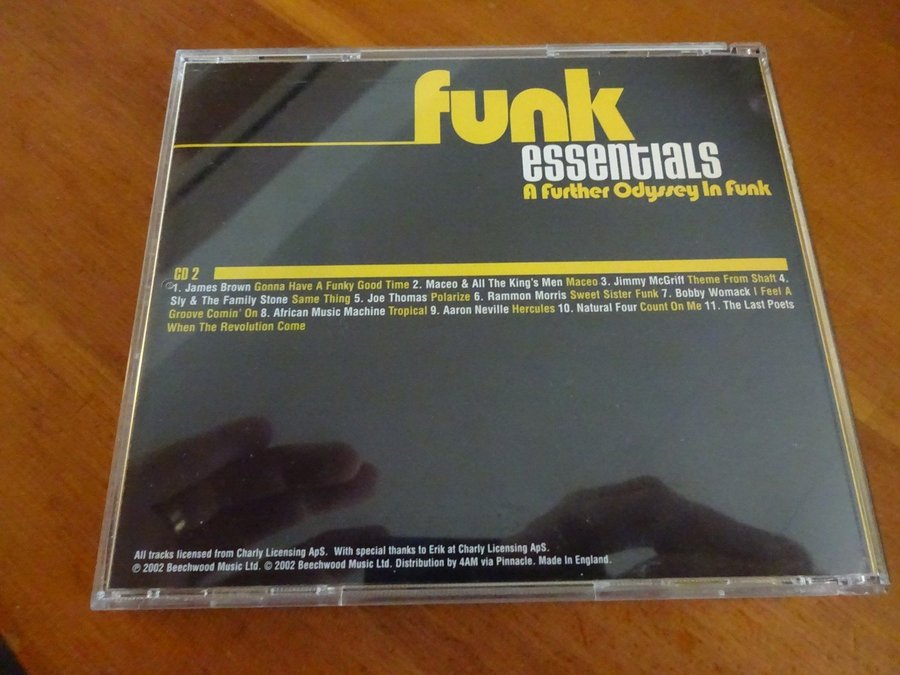 funk
essentials
A Further Odyssey In Funk
CD 2
1. James Brown Gonna Have A Funky Good Time 2. Maceo & All The King's Men Maceo 3. Jimmy McGriff Theme From Shaft 4.
Sly & The Family Stone Same Thing 5. Joe Thomas Polarize 6. Rammon Morris Sweet Sister Funk 7. Bobby Womack I Feel A
Groove Comin' On 8. African Music Machine Tropical 9. Aaron Neville Hercules 10. Natural Four Count On Me 11. The Last Poets
When The Revolution Come
All tracks licensed from Charly Licensing ApS. With special thanks to Erik at Charly Licensing ApS.
℗ 2002 Beechwood Music Ltd. © 2002 Beechwood Music Ltd. Distribution by 4AM via Pinnacle. Made In England.